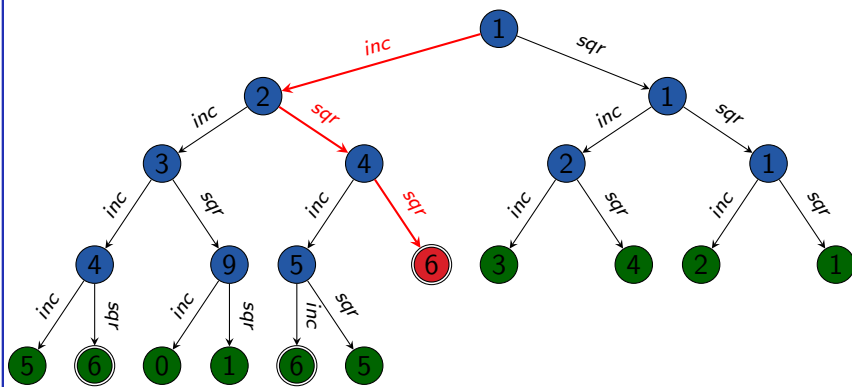 1
inc sqr
2 1
inc sqr inc sqr
3 4 2 1
inc sqr inc sqr inc sqr inc sqr
4 9 5 6 3 4 2 1
inc sqr inc sqr inc sqr
5 6 0 1 6 5